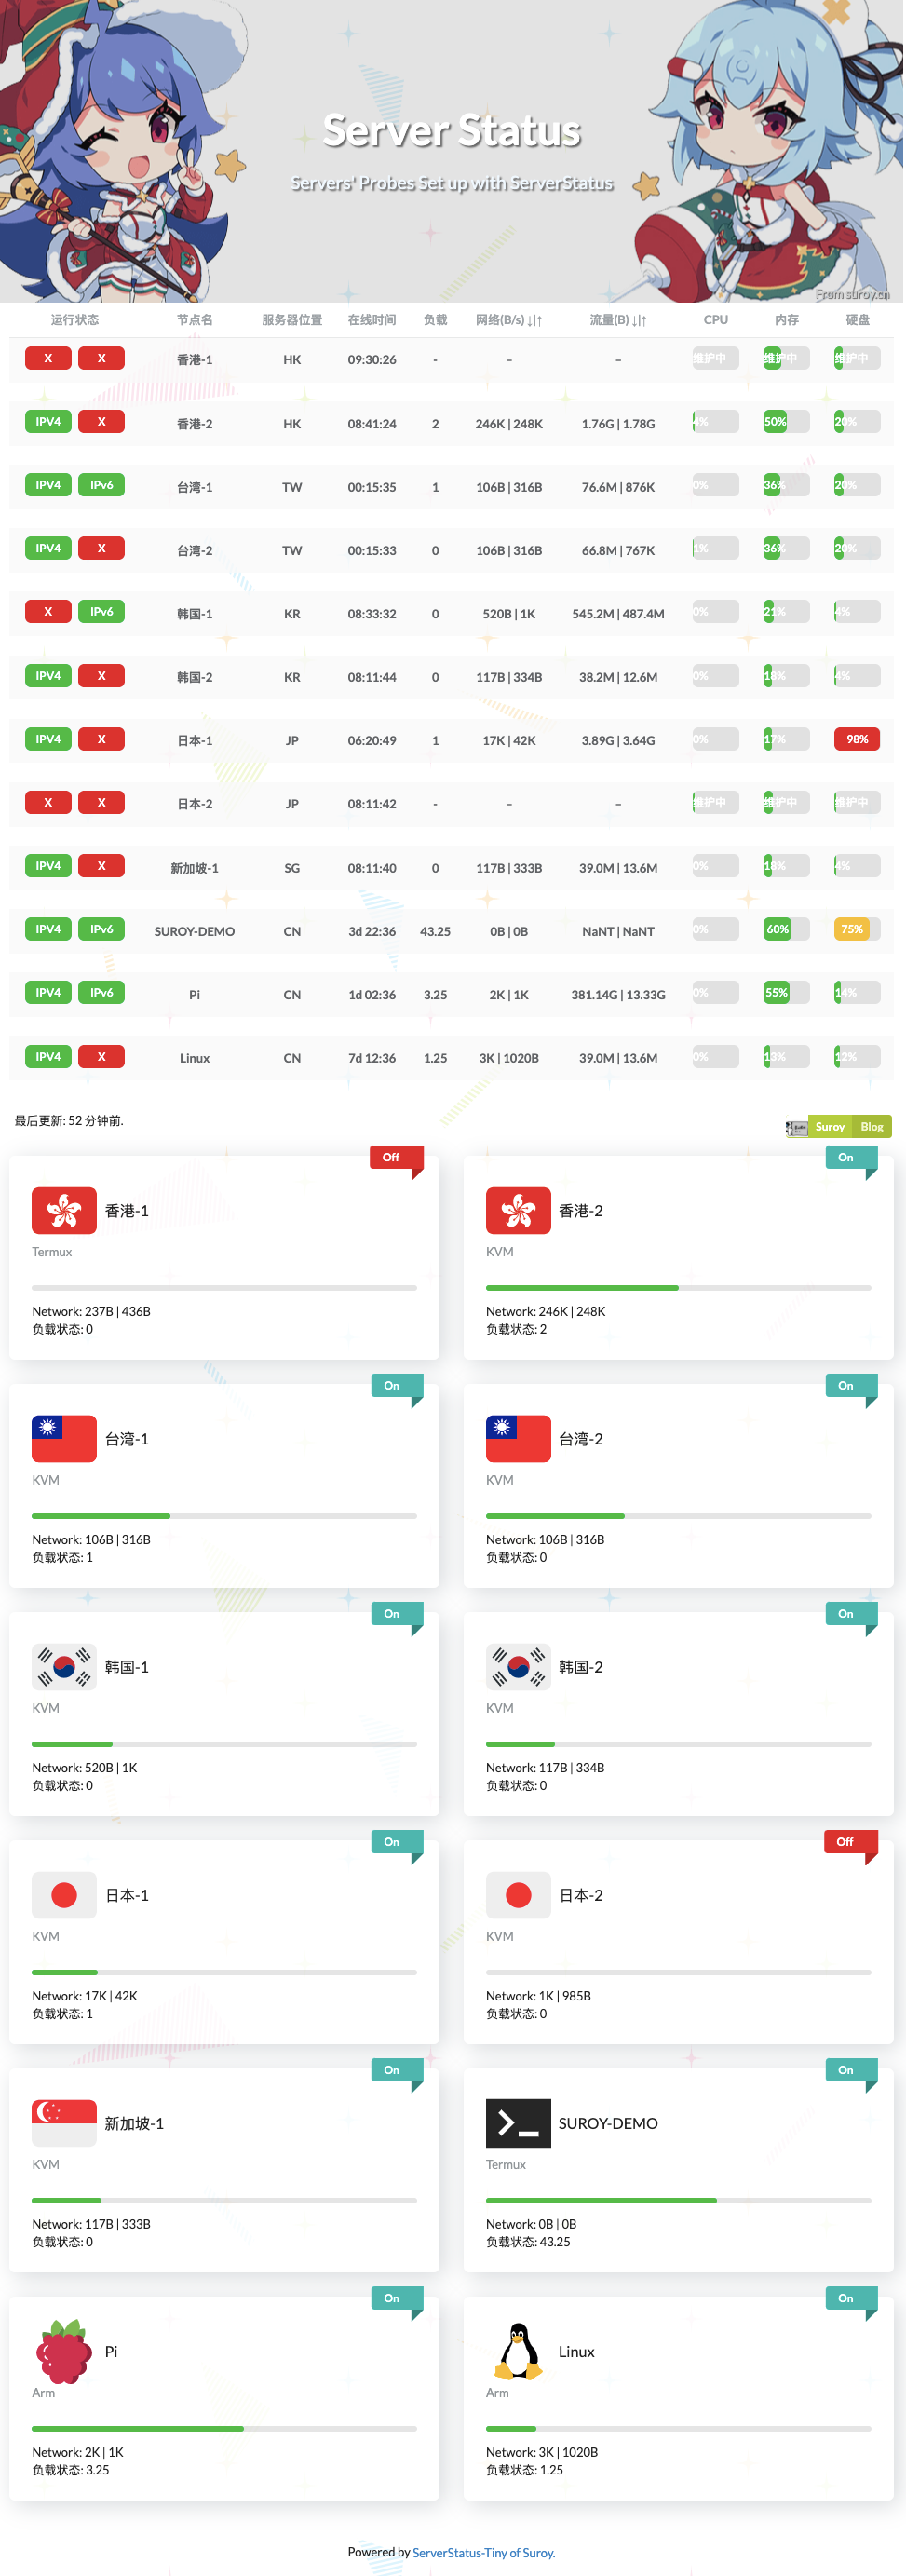 Server Status
Servers' Probes Set up with ServerStatus
From suroy.cn
运行状态 节点名 服务器位置 在线时间 负载 网络(B/s) ↓|↑ 流量(B) ↓|↑ CPU 内存 硬盘
X X 香港-1 HK 09:30:26 - – – 维护中 维护中 维护中
IPV4 X 香港-2 HK 08:41:24 2 246K | 248K 1.76G | 1.78G 4% 50% 20%
IPV4 IPv6 台湾-1 TW 00:15:35 1 106B | 316B 76.6M | 876K 0% 36% 20%
IPV4 X 台湾-2 TW 00:15:33 0 106B | 316B 66.8M | 767K 1% 36% 20%
X IPv6 韩国-1 KR 08:33:32 0 520B | 1K 545.2M | 487.4M 0% 21% 4%
IPV4 X 韩国-2 KR 08:11:44 0 117B | 334B 38.2M | 12.6M 0% 18% 4%
IPV4 X 日本-1 JP 06:20:49 1 17K | 42K 3.89G | 3.64G 0% 17% 98%
X X 日本-2 JP 08:11:42 - – – 维护中 维护中 维护中
IPV4 X 新加坡-1 SG 08:11:40 0 117B | 333B 39.0M | 13.6M 0% 18% 4%
IPV4 IPv6 SUROY-DEMO CN 3d 22:36 43.25 0B | 0B NaNT | NaNT 0% 60% 75%
IPV4 IPv6 Pi CN 1d 02:36 3.25 2K | 1K 381.14G | 13.33G 0% 55% 14%
IPV4 X Linux CN 7d 12:36 1.25 3K | 1020B 39.0M | 13.6M 0% 13% 12%
最后更新: 52 分钟前.
Suroy Blog
Off
香港-1
Termux
Network: 237B | 436B
负载状态: 0
On
香港-2
KVM
Network: 246K | 248K
负载状态: 2
On
台湾-1
KVM
Network: 106B | 316B
负载状态: 1
On
台湾-2
KVM
Network: 106B | 316B
负载状态: 0
On
韩国-1
KVM
Network: 520B | 1K
负载状态: 0
On
韩国-2
KVM
Network: 117B | 334B
负载状态: 0
On
日本-1
KVM
Network: 17K | 42K
负载状态: 1
Off
日本-2
KVM
Network: 1K | 985B
负载状态: 0
On
新加坡-1
KVM
Network: 117B | 333B
负载状态: 0
On
SUROY-DEMO
Termux
Network: 0B | 0B
负载状态: 43.25
On
Pi
Arm
Network: 2K | 1K
负载状态: 3.25
On
Linux
Arm
Network: 3K | 1020B
负载状态: 1.25
Powered by ServerStatus-Tiny of Suroy.